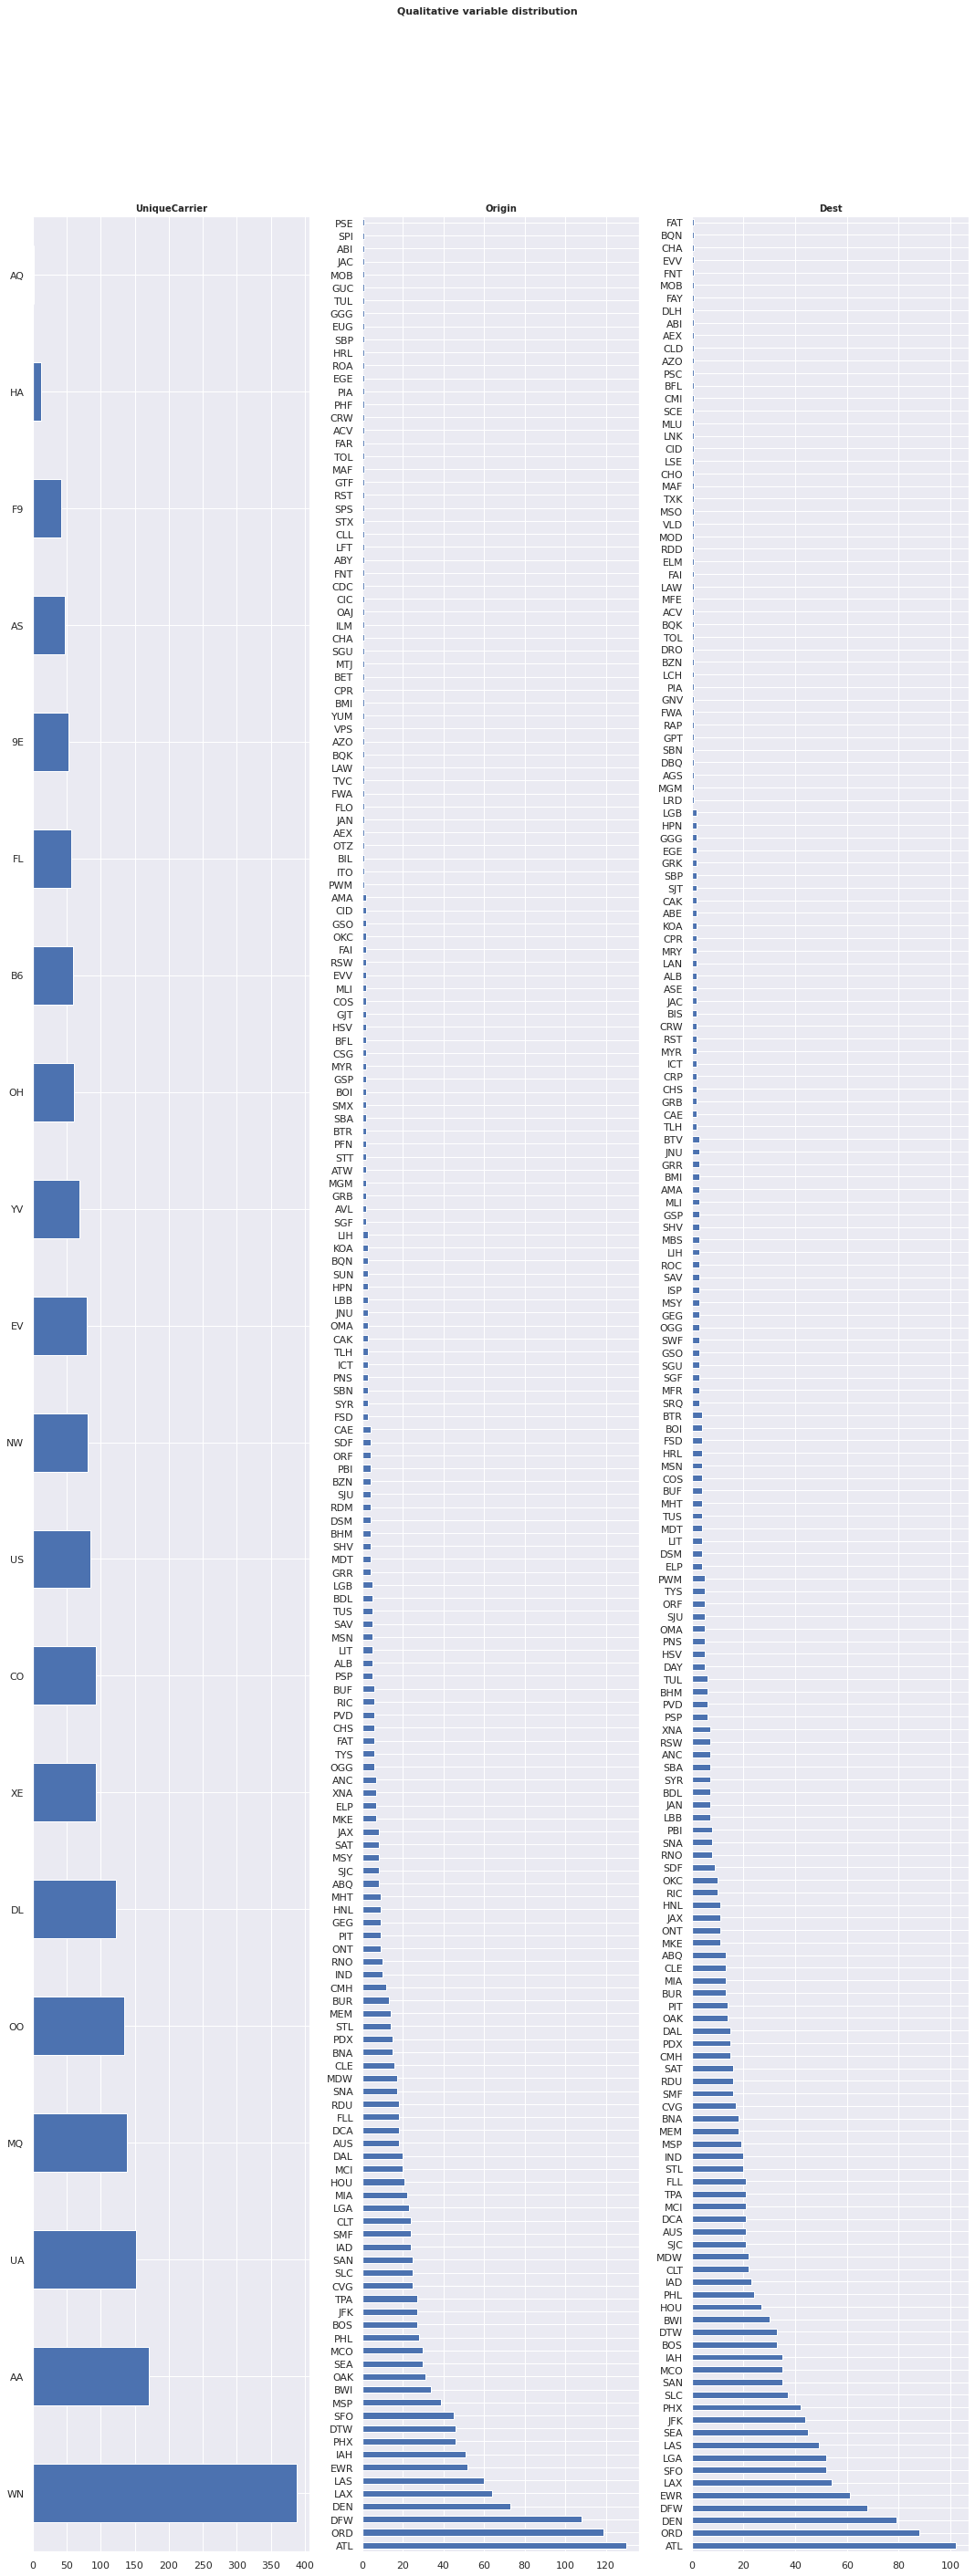 Qualitative variable distribution
UniqueCarrier
AQ
HA
F9
AS
9E
FL
B6
OH
YV
EV
NW
US
CO
XE
DL
OO
MQ
UA
AA
WN
0 50 100 150 200 250 300 350 400
Origin
PSE
SPI
ABI
JAC
MOB
GUC
TUL
GGG
EUG
SBP
HRL
ROA
EGE
PIA
PHF
CRW
ACV
FAR
TOL
MAF
GTF
RST
SPS
STX
CLL
LFT
ABY
FNT
CDC
CIC
OAJ
ILM
CHA
SGU
MTJ
BET
CPR
BMI
YUM
VPS
AZO
BQK
LAW
TVC
FWA
FLO
JAN
AEX
OTZ
BIL
ITO
PWM
AMA
CID
GSO
OKC
FAI
RSW
EVV
MLI
COS
GJT
HSV
BFL
CSG
MYR
GSP
BOI
SMX
SBA
BTR
PFN
STT
ATW
MGM
GRB
AVL
SGF
LIH
KOA
BQN
SUN
HPN
LBB
JNU
OMA
CAK
TLH
ICT
PNS
SBN
SYR
FSD
CAE
SDF
ORF
PBI
BZN
SJU
RDM
DSM
BHM
SHV
MDT
GRR
LGB
BDL
TUS
SAV
MSN
LIT
ALB
PSP
BUF
RIC
PVD
CHS
FAT
TYS
OGG
ANC
XNA
ELP
MKE
JAX
SAT
MSY
SJC
ABQ
MHT
HNL
GEG
PIT
ONT
RNO
IND
CMH
BUR
MEM
STL
PDX
BNA
CLE
MDW
SNA
RDU
FLL
DCA
AUS
DAL
MCI
HOU
MIA
LGA
CLT
SMF
IAD
SAN
SLC
CVG
TPA
JFK
BOS
PHL
MCO
SEA
OAK
BWI
MSP
SFO
DTW
PHX
IAH
EWR
LAS
LAX
DEN
DFW
ORD
ATL
0 20 40 60 80 100 120
Dest
FAT
BQN
CHA
EVV
FNT
MOB
FAY
DLH
ABI
AEX
CLD
AZO
PSC
BFL
CMI
SCE
MLU
LNK
CID
LSE
CHO
MAF
TXK
MSO
VLD
MOD
RDD
ELM
FAI
LAW
MFE
ACV
BQK
TOL
DRO
BZN
LCH
PIA
GNV
FWA
RAP
GPT
SBN
DBQ
AGS
MGM
LRD
LGB
HPN
GGG
EGE
GRK
SBP
SJT
CAK
ABE
KOA
CPR
MRY
LAN
ALB
ASE
JAC
BIS
CRW
RST
MYR
ICT
CRP
CHS
GRB
CAE
TLH
BTV
JNU
GRR
BMI
AMA
MLI
GSP
SHV
MBS
LIH
ROC
SAV
ISP
MSY
GEG
OGG
SWF
GSO
SGU
SGF
MFR
SRQ
BTR
BOI
FSD
HRL
MSN
COS
BUF
MHT
TUS
MDT
LIT
DSM
ELP
PWM
TYS
ORF
SJU
OMA
PNS
HSV
DAY
TUL
BHM
PVD
PSP
XNA
RSW
ANC
SBA
SYR
BDL
JAN
LBB
PBI
SNA
RNO
SDF
OKC
RIC
HNL
JAX
ONT
MKE
ABQ
CLE
MIA
BUR
PIT
OAK
DAL
PDX
CMH
SAT
RDU
SMF
CVG
BNA
MEM
MSP
IND
STL
FLL
TPA
MCI
DCA
AUS
SJC
MDW
CLT
IAD
PHL
HOU
BWI
DTW
BOS
IAH
MCO
SAN
SLC
PHX
JFK
SEA
LAS
LGA
SFO
LAX
EWR
DFW
DEN
ORD
ATL
0 20 40 60 80 100